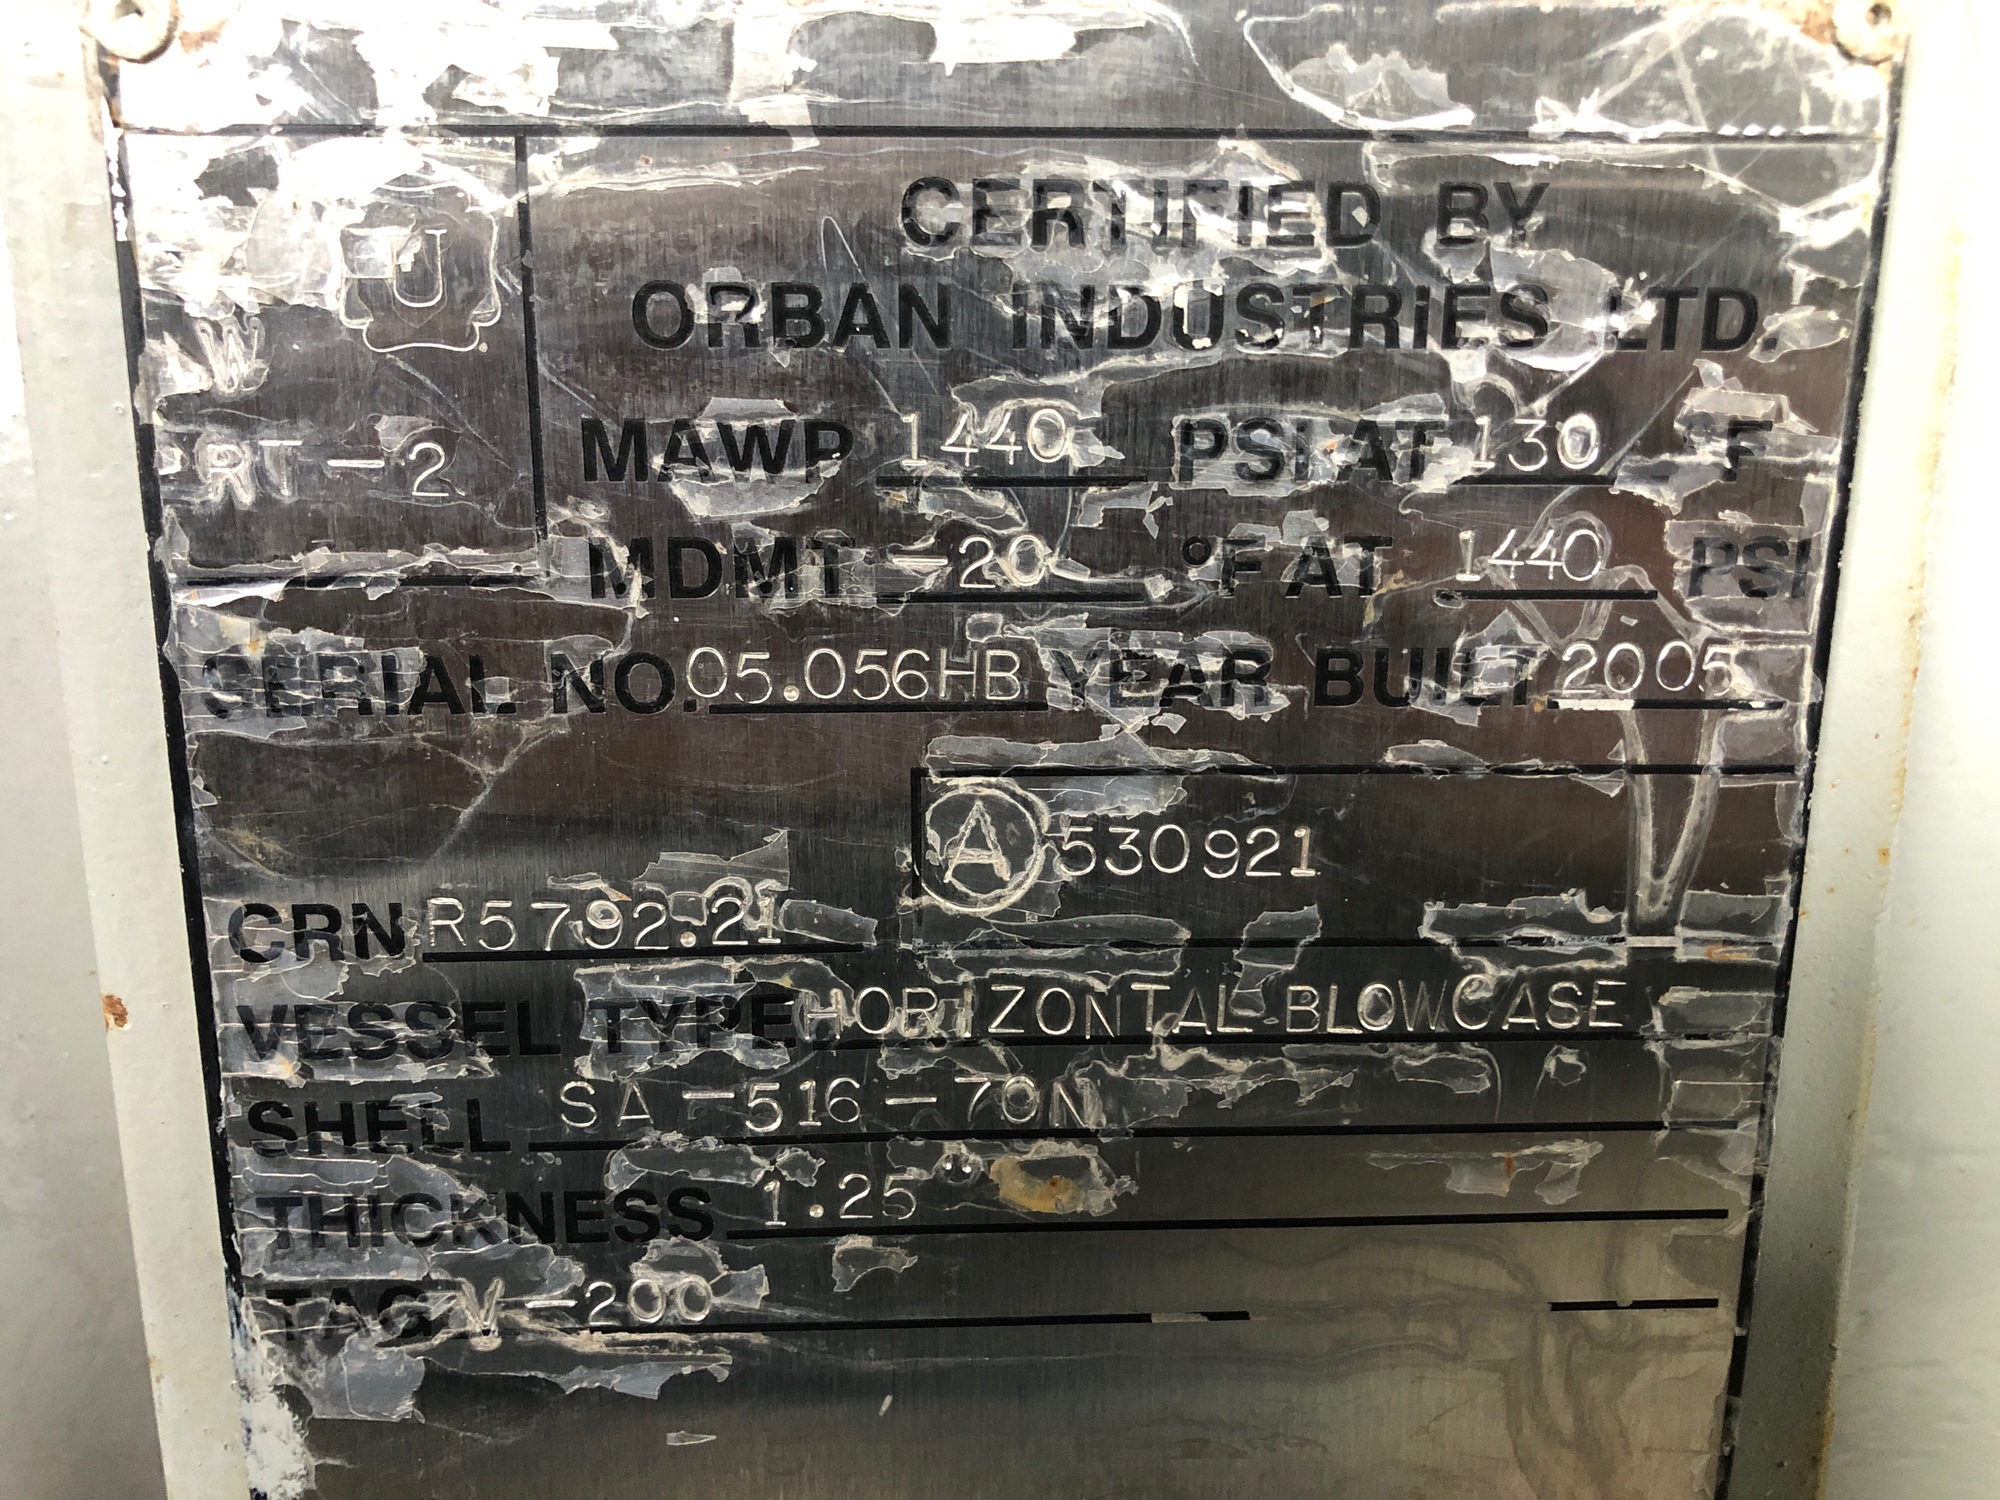 U
W
RT-2
CERTIFIED BY
ORBAN INDUSTRIES LTD.
MAWP 1440 PSI AT 130 °F
MDMT -20 °F AT 1440 PSI
SERIAL NO. 05.056HB YEAR BUILT 2005
A 530921
CRN R5792.21
VESSEL TYPE HORIZONTAL BLOWCASE
SHELL SA-516-70N
THICKNESS 1.25"
TAG V-200